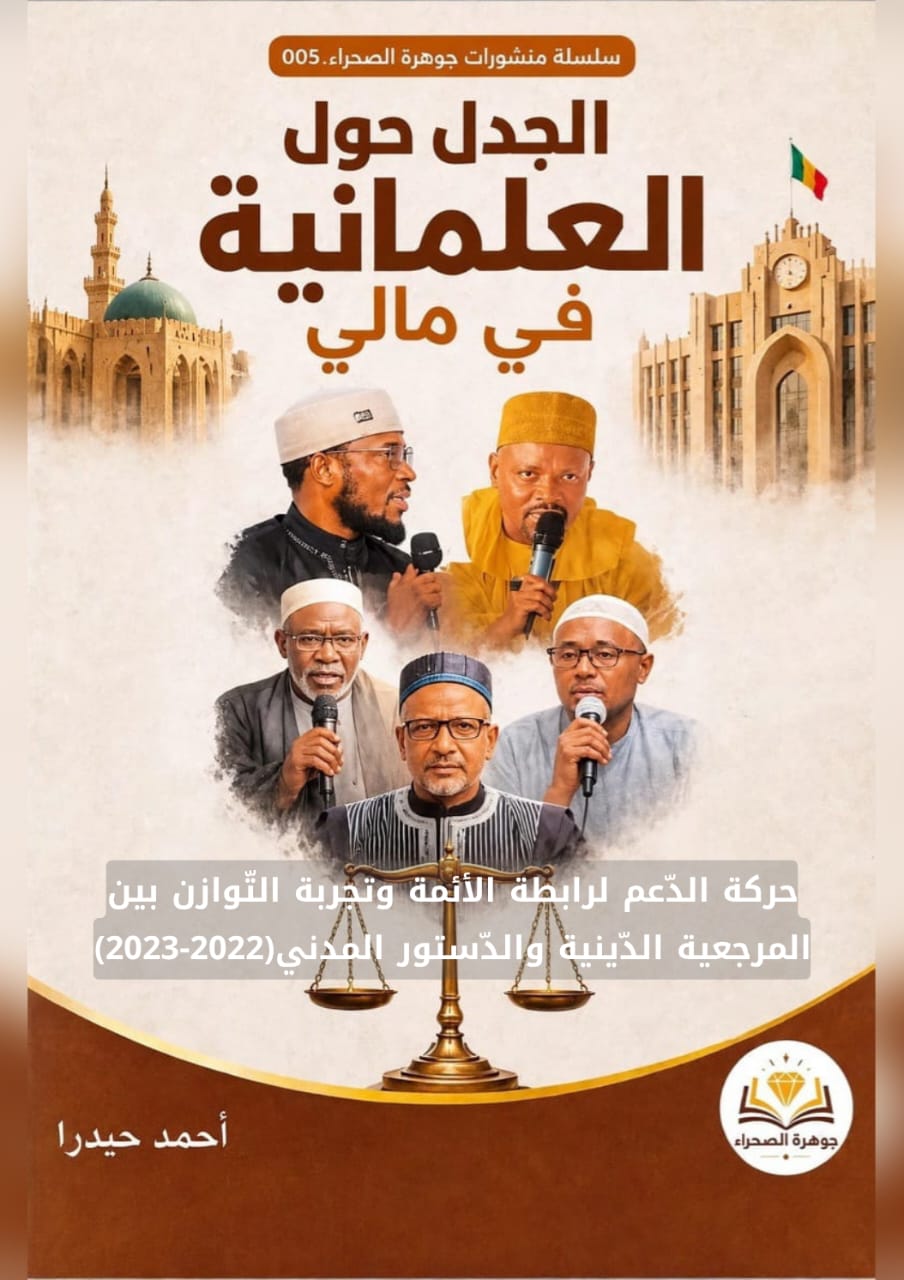 سلسلة منشورات جوهرة الصحراء.005
الجدل حول
العلمانية
في مالي
حركة الدّعم لرابطة الأئمة وتجربة التّوازن بين
المرجعية الدّينية والدّستور المدني(2022-2023)
أحمد حيدرا
جوهرة الصحراء